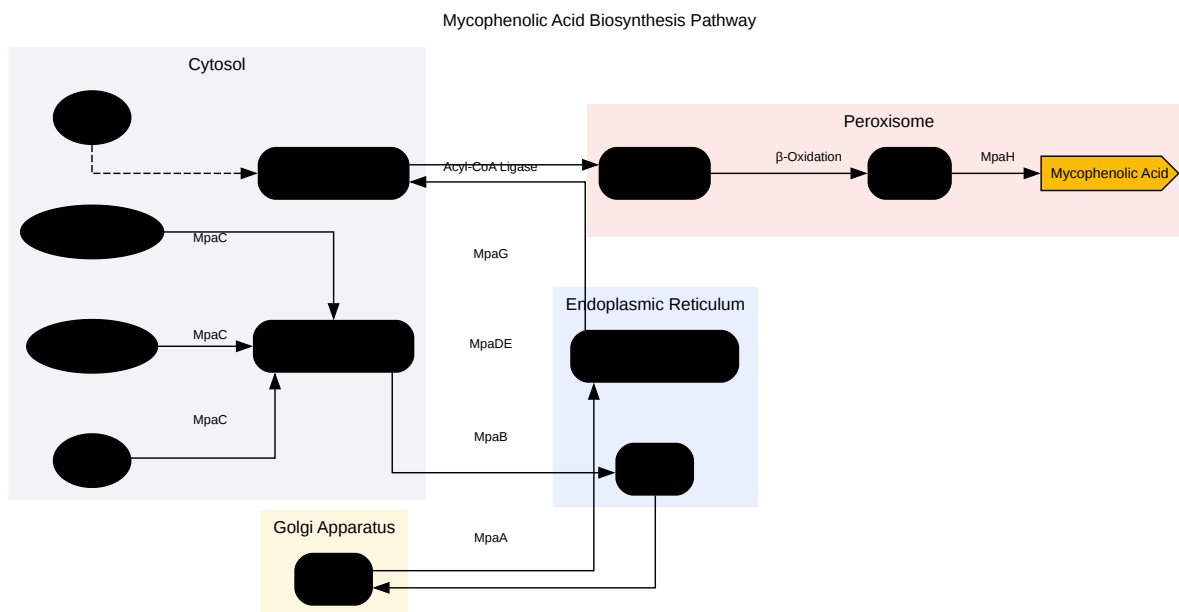 Mycophenolic Acid Biosynthesis Pathway
Cytosol
Peroxisome
Acyl-CoA Ligase
β-Oxidation
MpaH
Mycophenolic Acid
MpaC
MpaG
Endoplasmic Reticulum
MpaC
MpaDE
MpaC
MpaB
Golgi Apparatus
MpaA